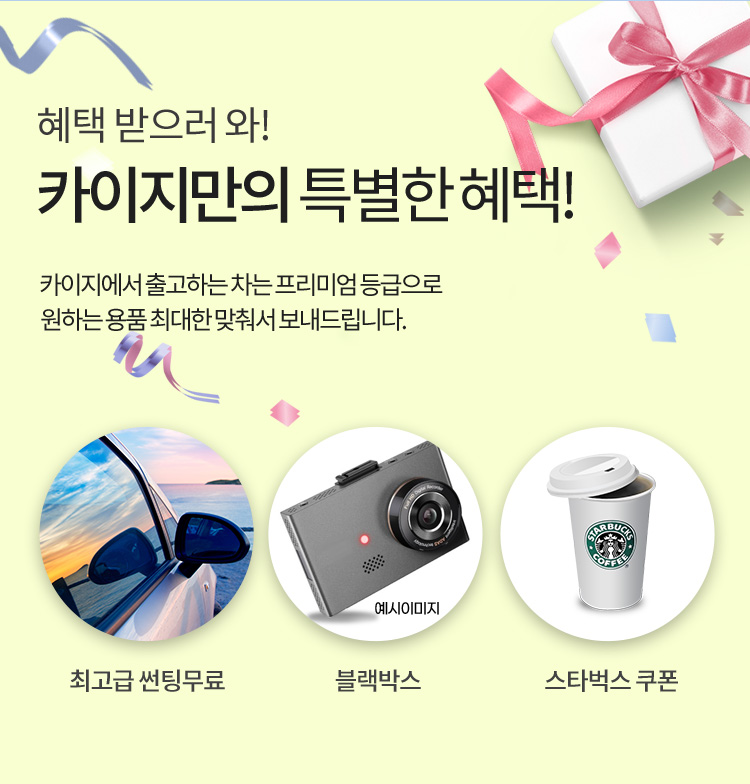 혜택 받으러 와!
카이지만의 특별한 혜택!
카이지에서 출고하는 차는 프리미엄 등급으로
원하는 용품 최대한 맞춰서 보내드립니다.
예시이미지
STARBUCKS
COFFEE
최고급 썬팅무료
블랙박스
스타벅스 쿠폰